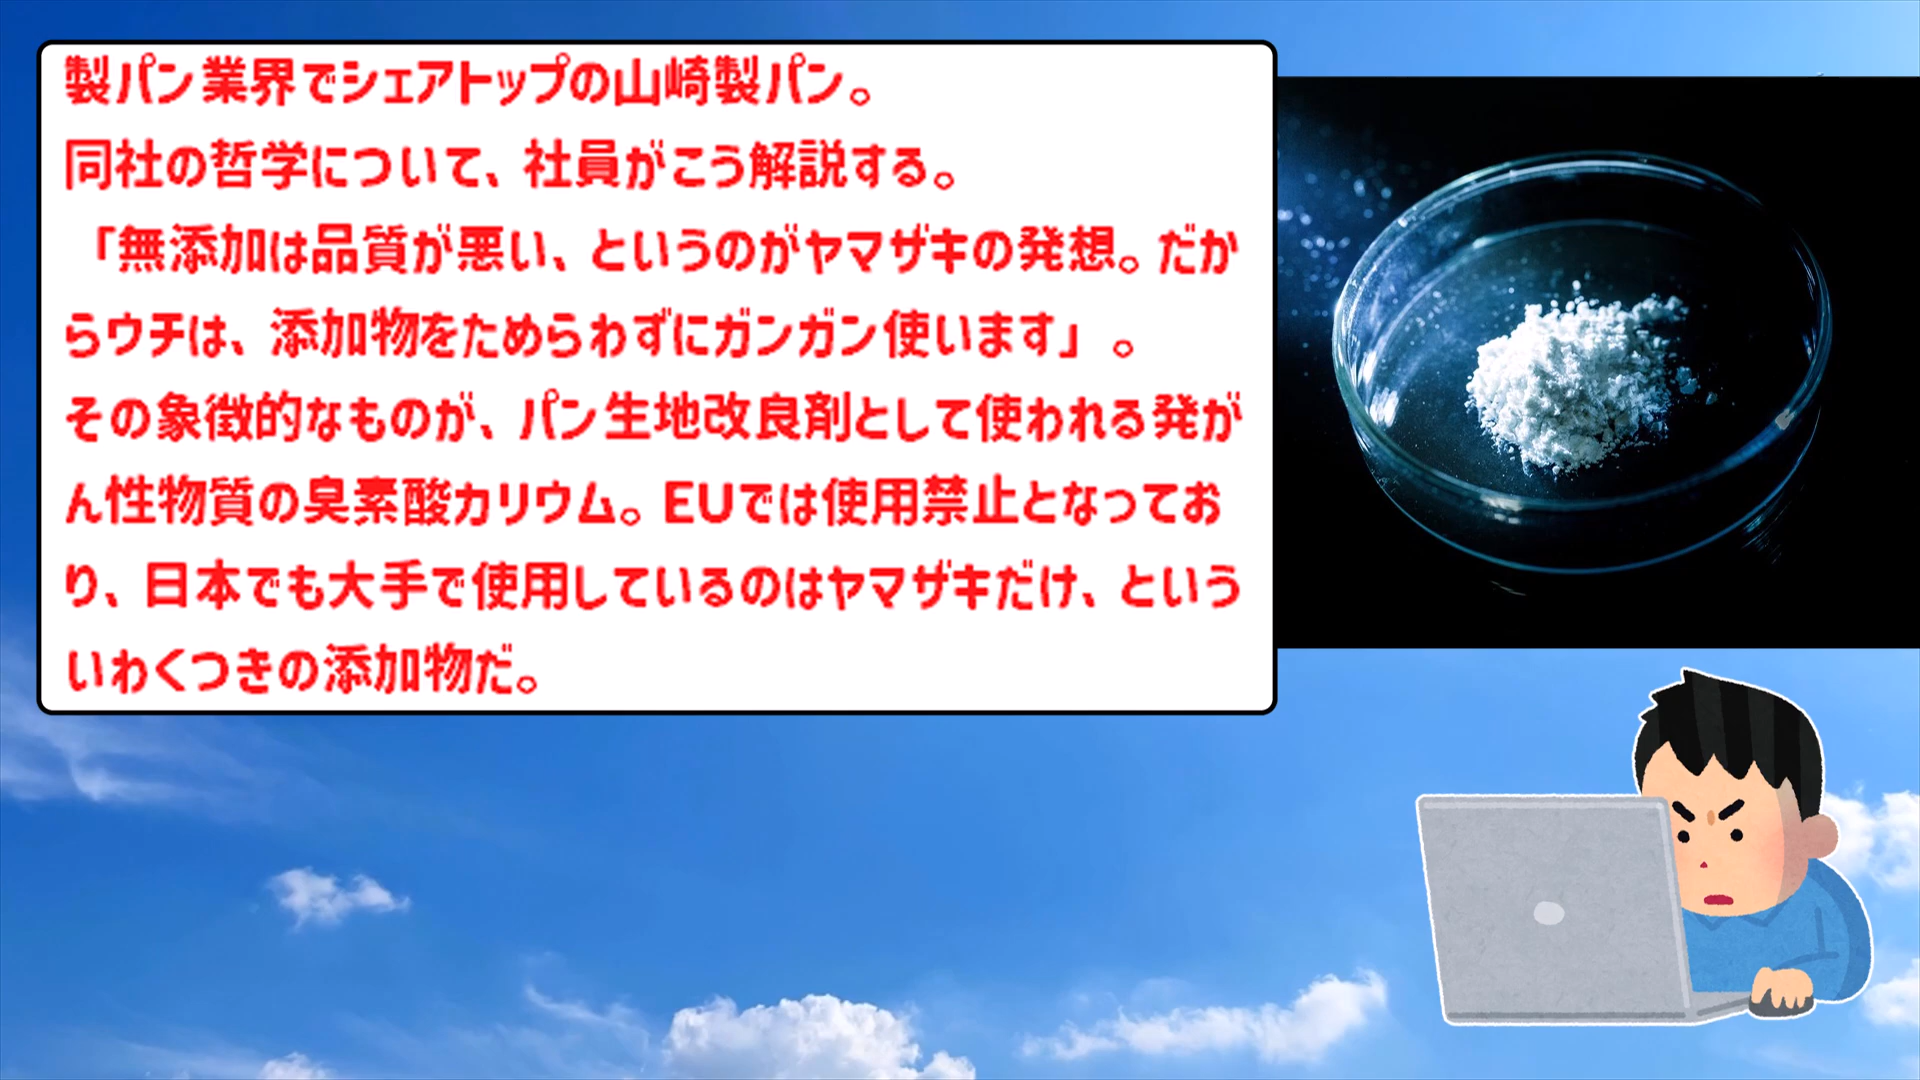 製パン業界でシェアトップの山崎製パン。
同社の哲学について、社員がこう解説する。
「無添加は品質が悪い、というのがヤマザキの発想。だか
らウチは、添加物をためらわずにガンガン使います」。
その象徴的なものが、パン生地改良剤として使われる発が
ん性物質の臭素酸カリウム。EUでは使用禁止となってお
り、日本でも大手で使用しているのはヤマザキだけ、という
いわくつきの添加物だ。